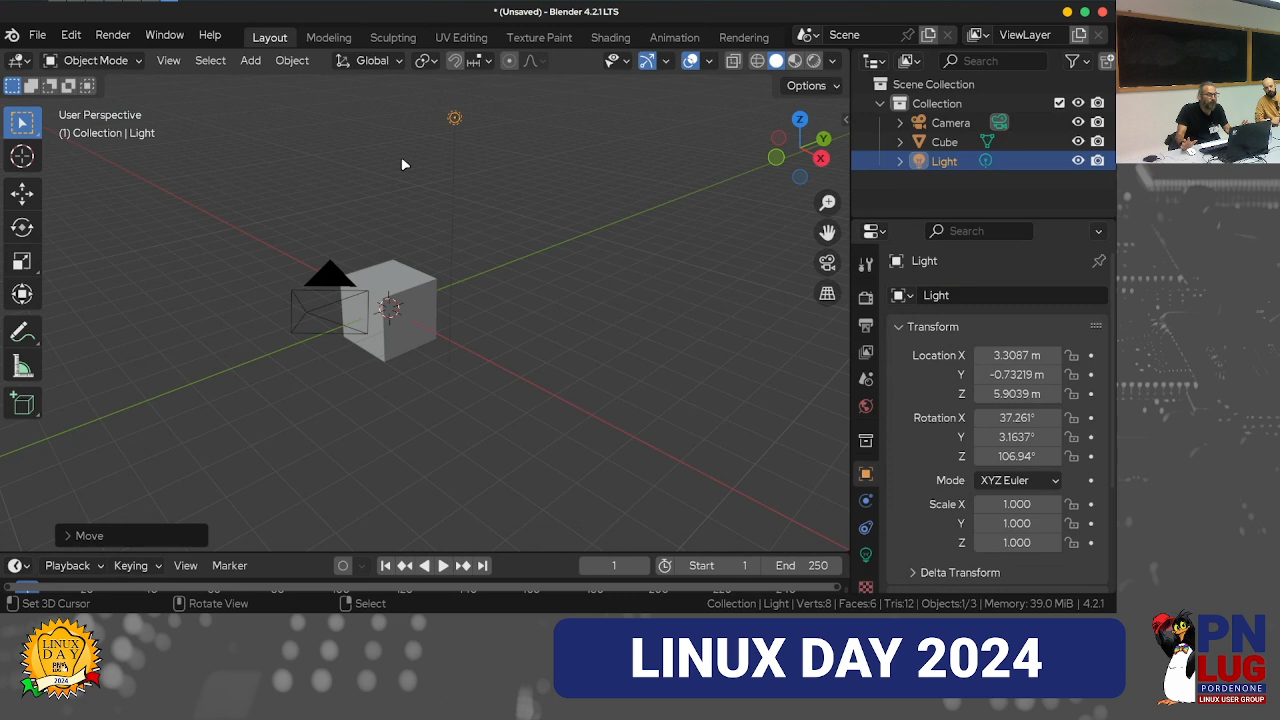 * (Unsaved) - Blender 4.2.1 LTS
File Edit Render Window Help Layout Modeling Sculpting UV Editing Texture Paint Shading Animation Rendering Scene ViewLayer
Object Mode View Select Add Object Global Search
Options
User Perspective
(1) Collection | Light
Z
Y
X
Scene Collection
Collection
Camera
Cube
Light
Search
Light
Light
Transform
Location X 3.3087 m
Y -0.73219 m
Z 5.9039 m
Rotation X 37.261°
Y 3.1637°
Z 106.94°
Mode XYZ Euler
Scale X 1.000
Y 1.000
Z 1.000
Delta Transform
Move
Playback Keying View Marker 1 Start 1 End 250
Set 3D Cursor Rotate View Select Collection | Light | Verts:8 | Faces:6 | Tris:12 | Objects:1/3 | Memory: 39.0 MiB | 4.2.1
LINUX
DAY
2024
LINUX DAY 2024
PN
LUG
PORDENONE
LINUX USER GROUP